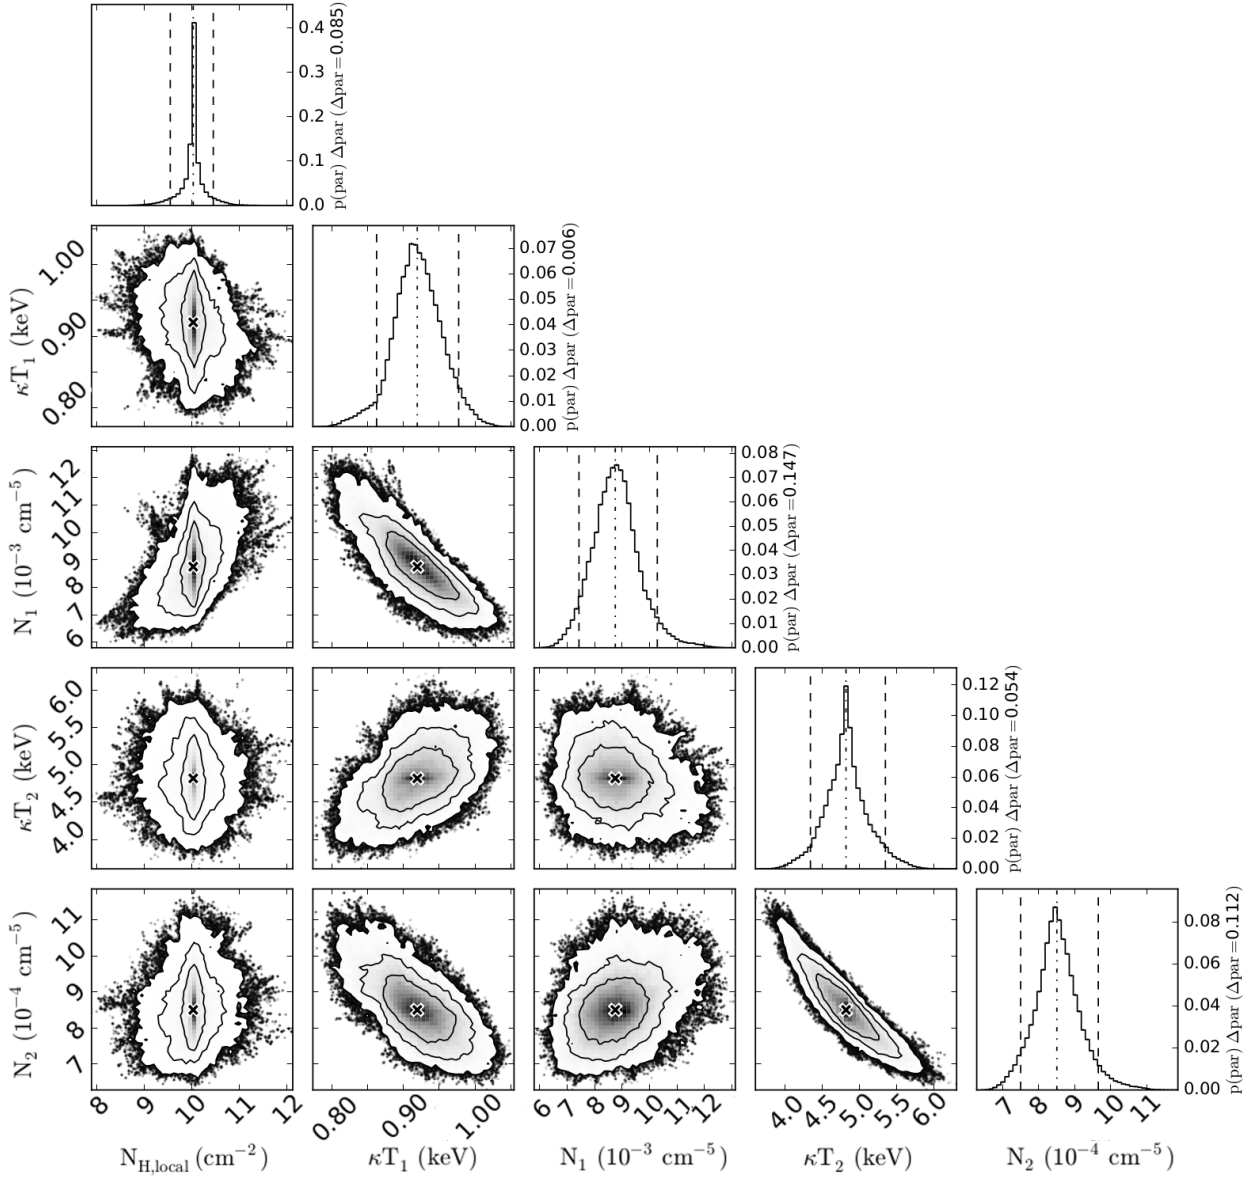 0.4
0.3
0.2
0.1
0.0
p(par) Δpar (Δpar=0.085)
κT₁ (keV)
1.00
0.90
0.80
0.07
0.06
0.05
0.04
0.03
0.02
0.01
0.00
p(par) Δpar (Δpar=0.006)
N₁ (10⁻³ cm⁻⁵)
12
11
10
9
8
7
6
0.08
0.07
0.06
0.05
0.04
0.03
0.02
0.01
0.00
p(par) Δpar (Δpar=0.147)
κT₂ (keV)
6.0
5.5
5.0
4.5
4.0
0.12
0.10
0.08
0.06
0.04
0.02
0.00
p(par) Δpar (Δpar=0.054)
N₂ (10⁻⁴ cm⁻⁵)
11
10
9
8
7
0.08
0.06
0.04
0.02
0.00
p(par) Δpar (Δpar=0.112)
8 9 10 11 12
0.80 0.90 1.00
6 7 8 9 10 11 12
4.0 4.5 5.0 5.5 6.0
7 8 9 10 11
N_H,local (cm⁻²)
κT₁ (keV)
N₁ (10⁻³ cm⁻⁵)
κT₂ (keV)
N₂ (10⁻⁴ cm⁻⁵)